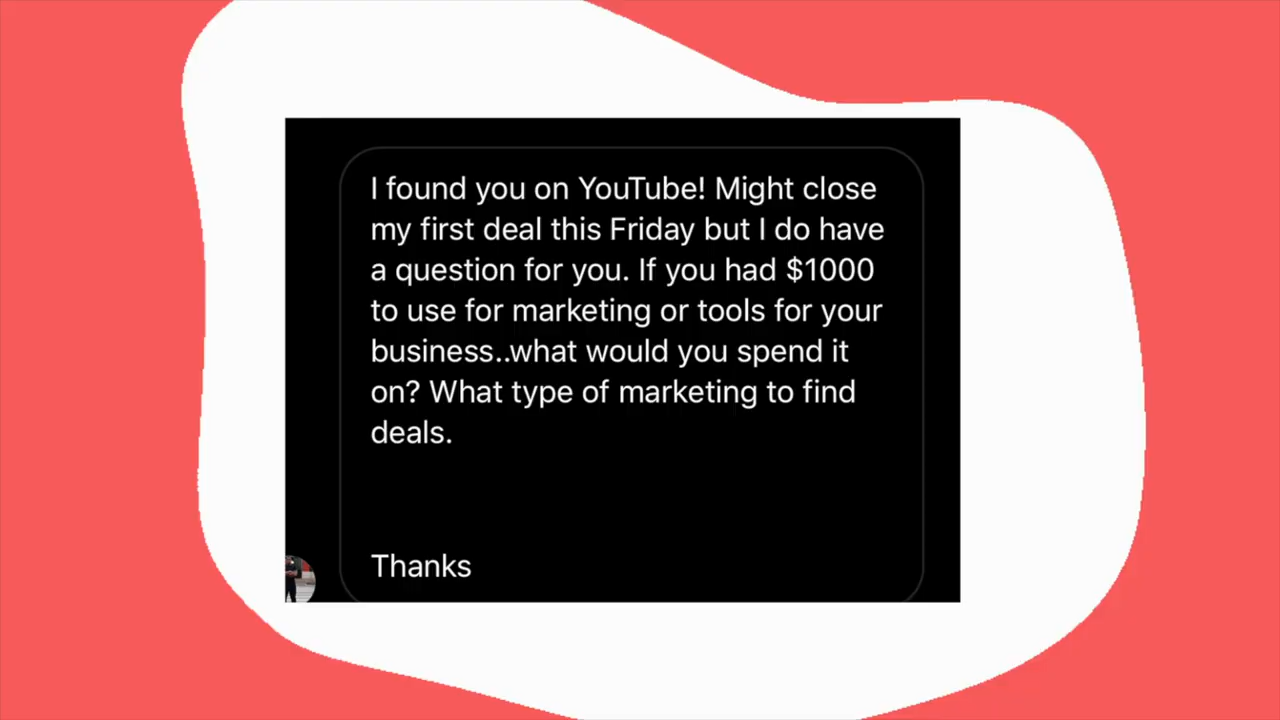 I found you on YouTube! Might close
my first deal this Friday but I do have
a question for you. If you had $1000
to use for marketing or tools for your
business..what would you spend it
on? What type of marketing to find
deals.
Thanks